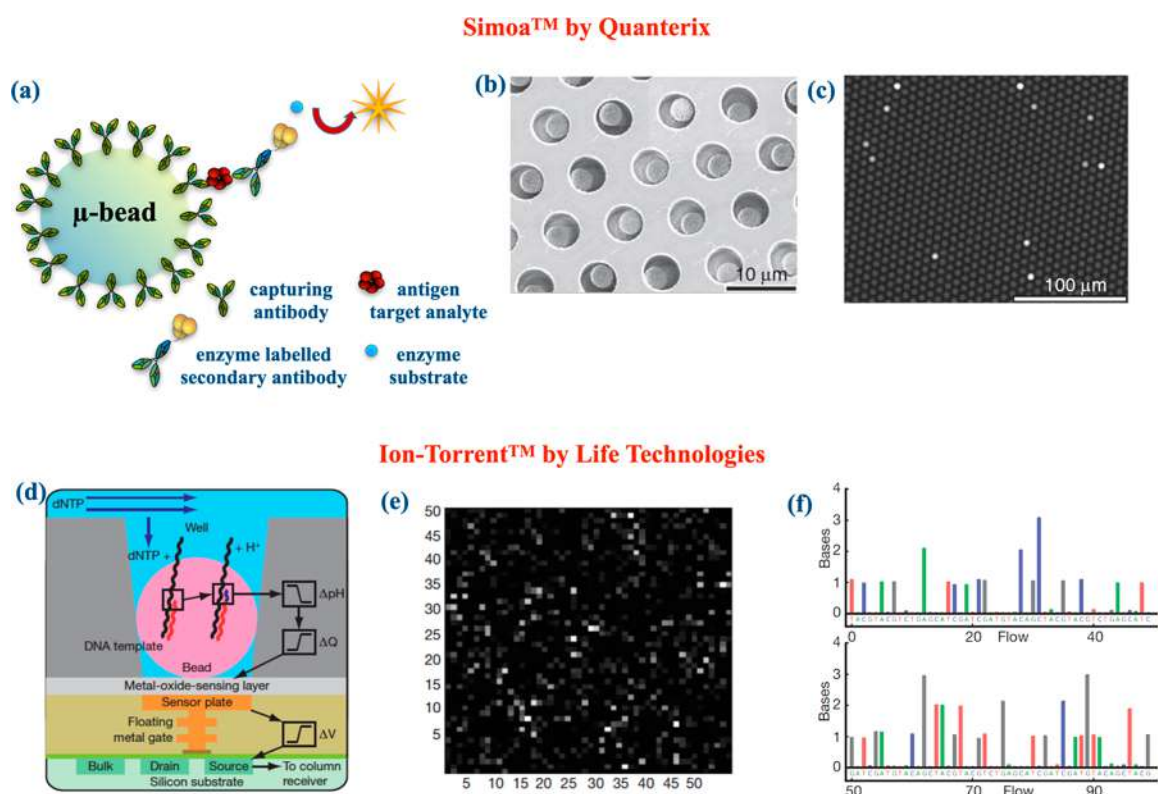 Simoa™ by Quanterix
(a)
μ-bead
capturing
antibody
antigen
target analyte
enzyme labelled
secondary antibody
enzyme
substrate
(b)
10 μm
(c)
100 μm
Ion-Torrent™ by Life Technologies
(d)
dNTP
Well
dNTP +
+ H⁺
ΔpH
ΔQ
DNA template
Bead
Metal-oxide-sensing layer
Sensor plate
Floating
metal gate
ΔV
Bulk Drain Source
To column
receiver
Silicon substrate
(e)
50
45
40
35
30
25
20
15
10
5
5 10 15 20 25 30 35 40 45 50
(f)
4
3
2
1
0
Bases
TACGTACGTCTGAGCATCGATCGATGTACAGCTACGTACGTCTGAGCATC
0 20 Flow 40
4
3
2
1
0
Bases
GATCGATGTACAGCTACGTACGTCTGAGCATCGATCGATGTACAGCTACG
50 70 Flow 90